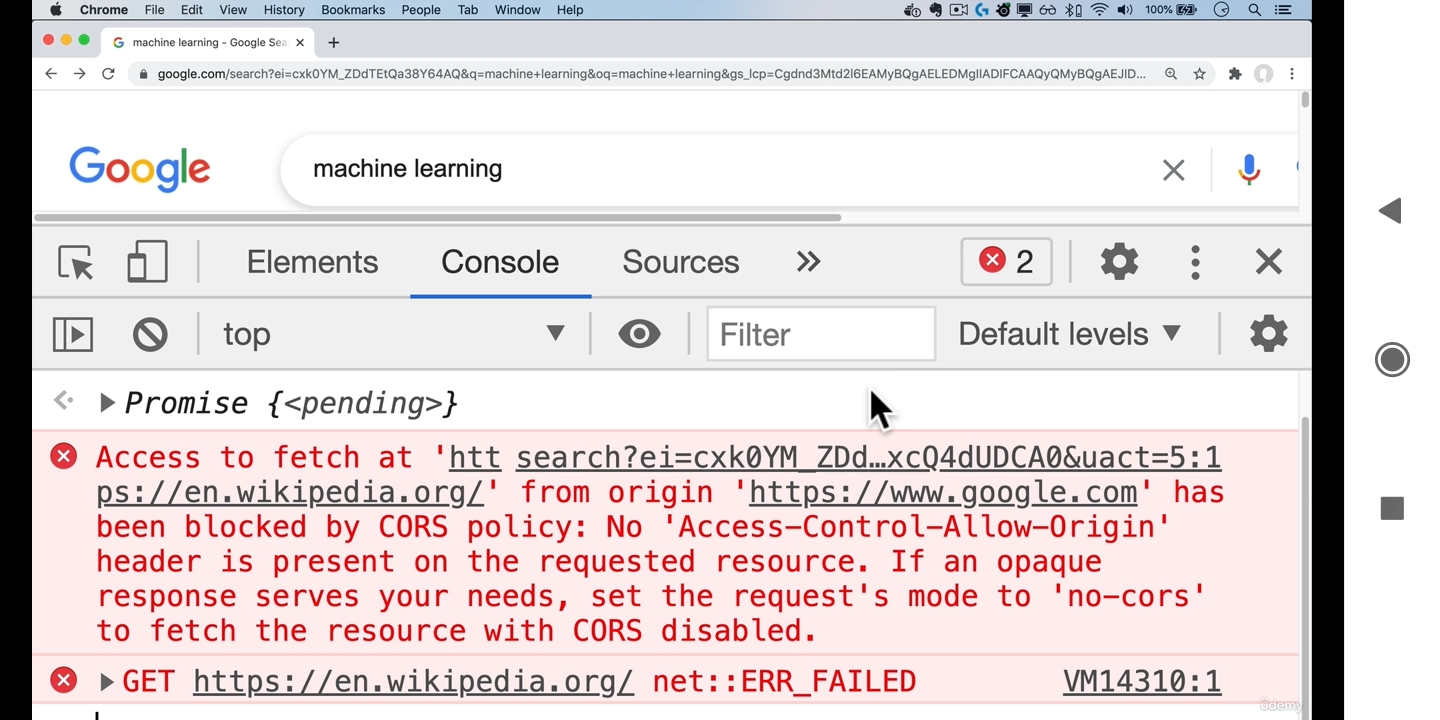 Chrome File Edit View History Bookmarks People Tab Window Help 100%
machine learning - Google Sea
google.com/search?ei=cxk0YM_ZDdTEtQa38Y64AQ&q=machine+learning&oq=machine+learning&gs_lcp=Cgdnd3Mtd2l6EAMyBQgAELEDMgIIADIFCAAQyQMyBQgAEJID...
Google machine learning
Elements Console Sources 2
top Filter Default levels
Promise {<pending>}
Access to fetch at 'htt search?ei=cxk0YM_ZDd…xcQ4dUDCA0&uact=5:1
ps://en.wikipedia.org/' from origin 'https://www.google.com' has
been blocked by CORS policy: No 'Access-Control-Allow-Origin'
header is present on the requested resource. If an opaque
response serves your needs, set the request's mode to 'no-cors'
to fetch the resource with CORS disabled.
GET https://en.wikipedia.org/ net::ERR_FAILED VM14310:1
ûdemy